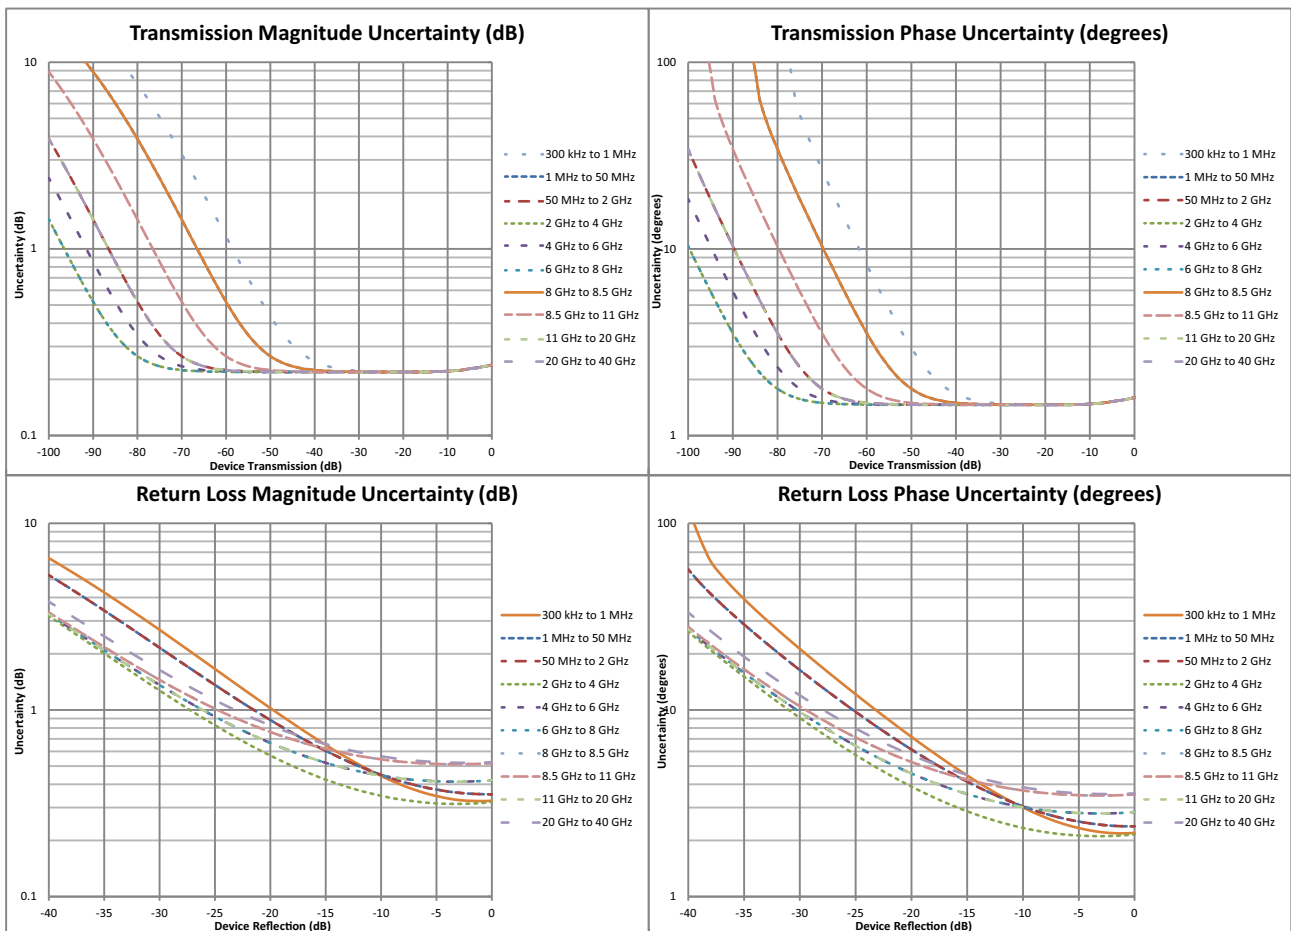 Transmission Magnitude Uncertainty (dB)
10
1
0.1
Uncertainty (dB)
-100 -90 -80 -70 -60 -50 -40 -30 -20 -10 0
Device Transmission (dB)
300 kHz to 1 MHz
1 MHz to 50 MHz
50 MHz to 2 GHz
2 GHz to 4 GHz
4 GHz to 6 GHz
6 GHz to 8 GHz
8 GHz to 8.5 GHz
8.5 GHz to 11 GHz
11 GHz to 20 GHz
20 GHz to 40 GHz
Transmission Phase Uncertainty (degrees)
100
10
1
Uncertainty (degrees)
-100 -90 -80 -70 -60 -50 -40 -30 -20 -10 0
Device Transmission (dB)
300 kHz to 1 MHz
1 MHz to 50 MHz
50 MHz to 2 GHz
2 GHz to 4 GHz
4 GHz to 6 GHz
6 GHz to 8 GHz
8 GHz to 8.5 GHz
8.5 GHz to 11 GHz
11 GHz to 20 GHz
20 GHz to 40 GHz
Return Loss Magnitude Uncertainty (dB)
10
1
0.1
Uncertainty (dB)
-40 -35 -30 -25 -20 -15 -10 -5 0
Device Reflection (dB)
300 kHz to 1 MHz
1 MHz to 50 MHz
50 MHz to 2 GHz
2 GHz to 4 GHz
4 GHz to 6 GHz
6 GHz to 8 GHz
8 GHz to 8.5 GHz
8.5 GHz to 11 GHz
11 GHz to 20 GHz
20 GHz to 40 GHz
Return Loss Phase Uncertainty (degrees)
100
10
1
Uncertainty (degrees)
-40 -35 -30 -25 -20 -15 -10 -5 0
Device Reflection (dB)
300 kHz to 1 MHz
1 MHz to 50 MHz
50 MHz to 2 GHz
2 GHz to 4 GHz
4 GHz to 6 GHz
6 GHz to 8 GHz
8 GHz to 8.5 GHz
8.5 GHz to 11 GHz
11 GHz to 20 GHz
20 GHz to 40 GHz